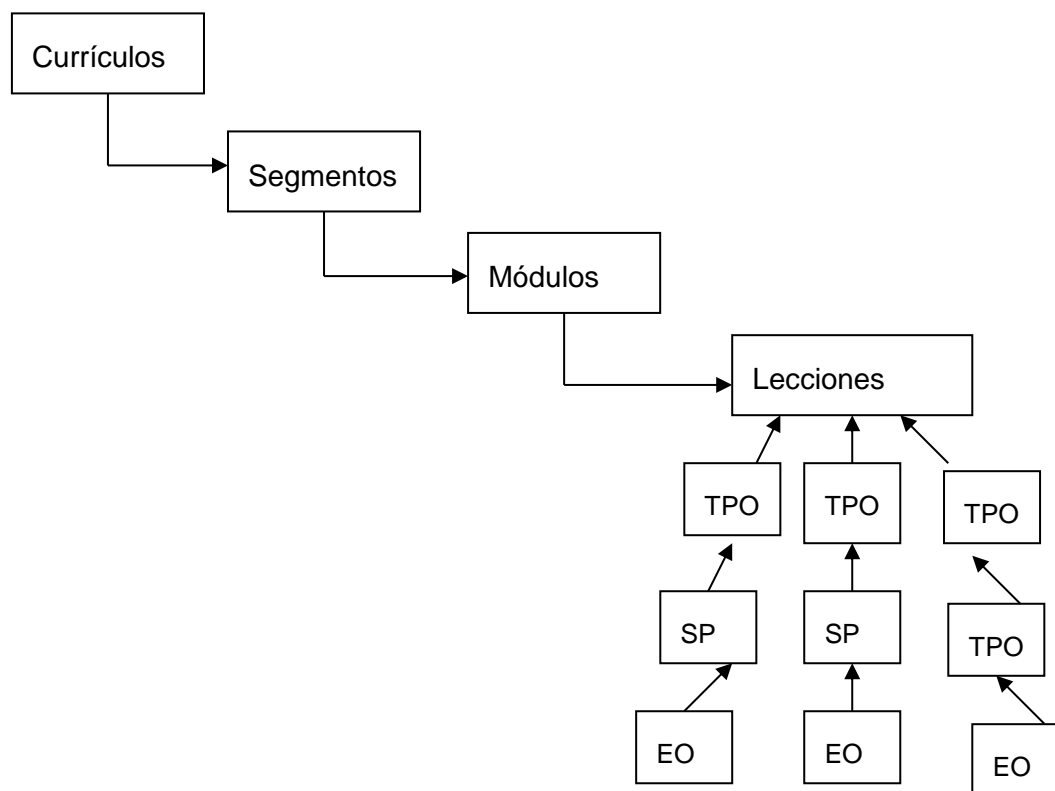 Currículos
Segmentos
Módulos
Lecciones
TPO
TPO
TPO
SP
SP
TPO
EO
EO
EO